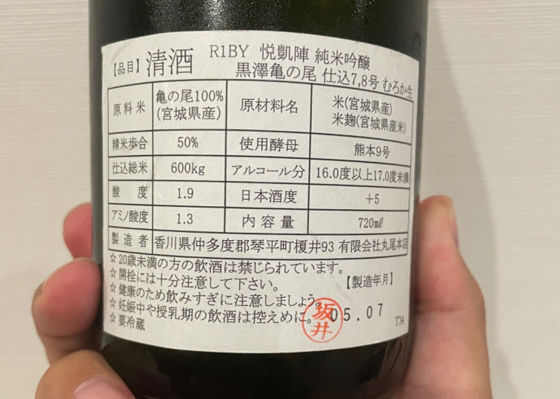 【品目】清酒 R1BY 悦凱陣 純米吟醸
黒澤亀の尾 仕込7,8号 むろか生
原料米 亀の尾100%(宮城県産) 原材料名 米(宮城県産) 米麹(宮城県産米)
精米歩合 50% 使用酵母 熊本9号
仕込総米 600kg アルコール分 16.0度以上17.0度未満
酸度 1.9 日本酒度 +5
アミノ酸度 1.3 内容量 720㎖
製造者 香川県仲多度郡琴平町榎井93 有限会社丸尾本店
☆20歳未満の方の飲酒は禁じられています。
☆開栓には十分注意して下さい。
【製造年月】
☆健康のため飲みすぎに注意しましょう。
☆妊娠中や授乳期の飲酒は控えめに。
坂井
05.07
☆要冷蔵
T34